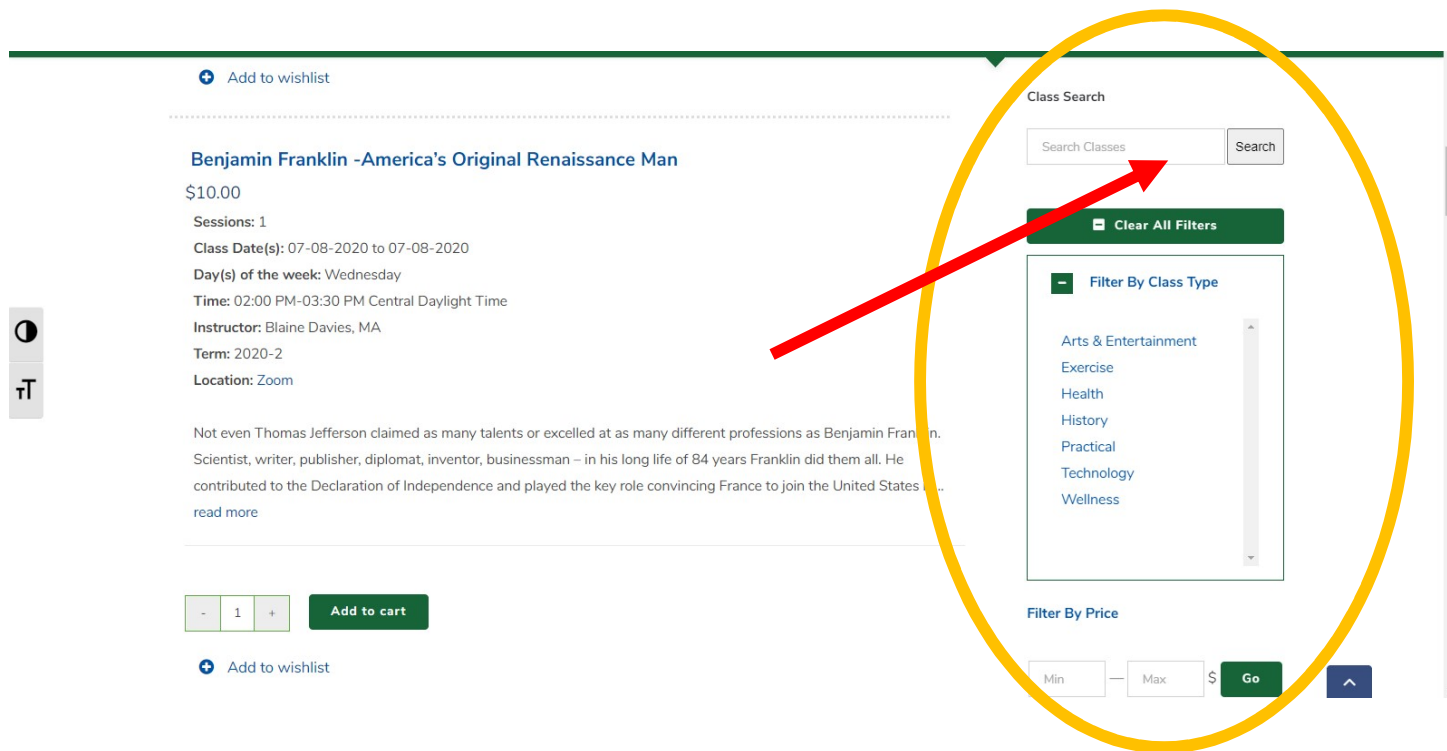 Add to wishlist
Benjamin Franklin -America's Original Renaissance Man
$10.00
Sessions: 1
Class Date(s): 07-08-2020 to 07-08-2020
Day(s) of the week: Wednesday
Time: 02:00 PM-03:30 PM Central Daylight Time
Instructor: Blaine Davies, MA
Term: 2020-2
Location: Zoom
Not even Thomas Jefferson claimed as many talents or excelled at as many different professions as Benjamin Franklin.
Scientist, writer, publisher, diplomat, inventor, businessman – in his long life of 84 years Franklin did them all. He
contributed to the Declaration of Independence and played the key role convincing France to join the United States ...
read more
- 1 +
Add to cart
Add to wishlist
Class Search
Search Classes Search
Clear All Filters
Filter By Class Type
Arts & Entertainment
Exercise
Health
History
Practical
Technology
Wellness
Filter By Price
Min — Max $ Go
TT